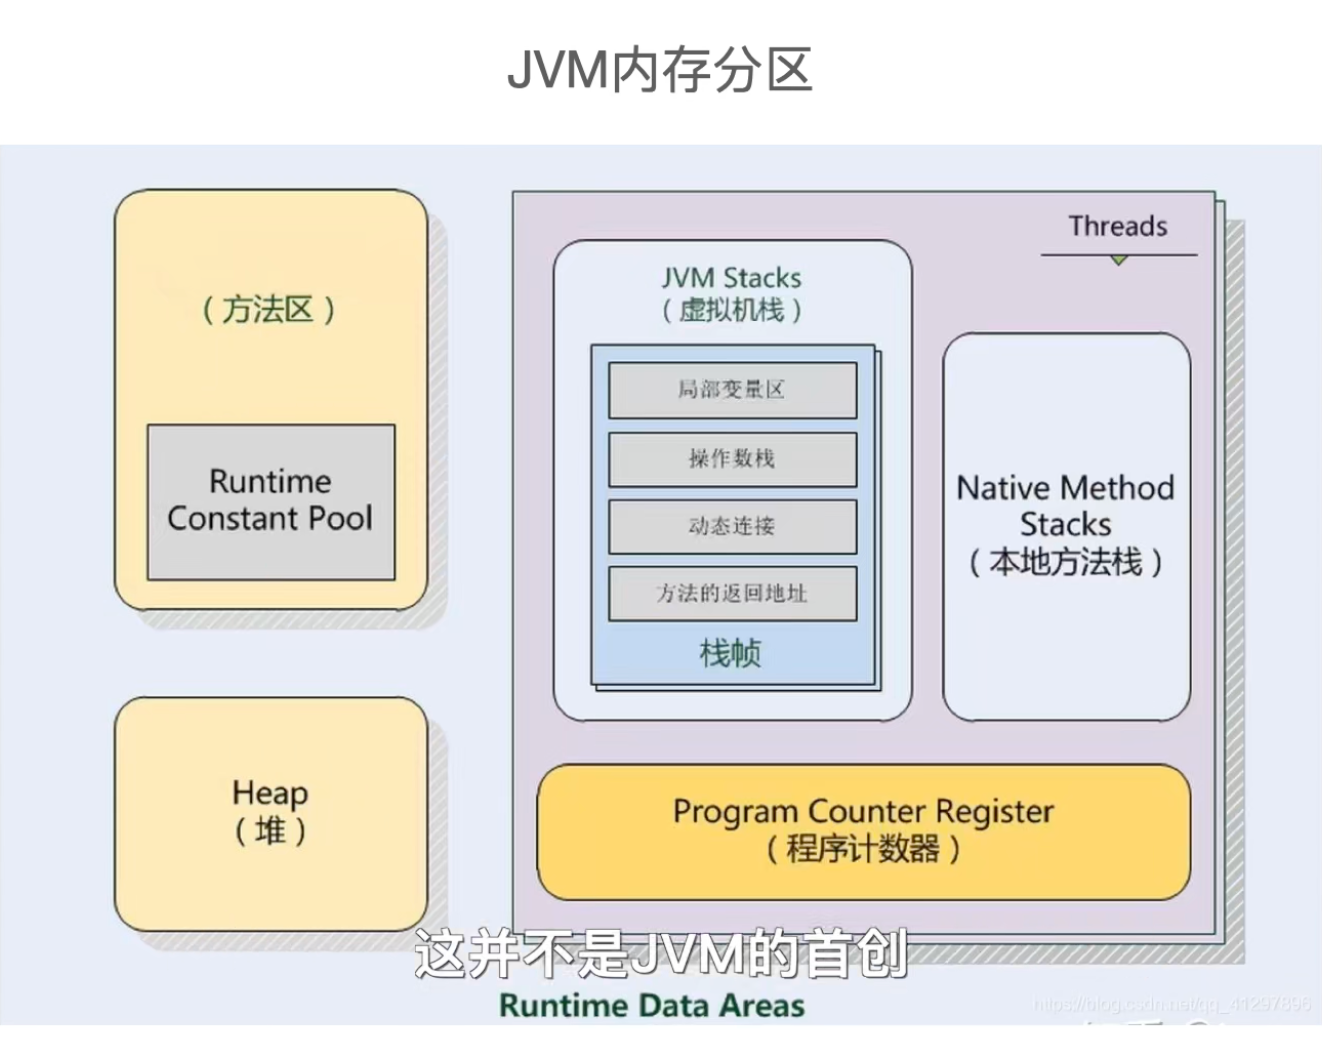 JVM内存分区
（方法区）
Runtime
Constant Pool
Heap
（堆）
Threads
JVM Stacks
（虚拟机栈）
局部变量区
操作数栈
动态连接
方法的返回地址
栈帧
Native Method
Stacks
（本地方法栈）
Program Counter Register
（程序计数器）
这并不是JVM的首创
Runtime Data Areas
https://blog.csdn.net/qq_41297896